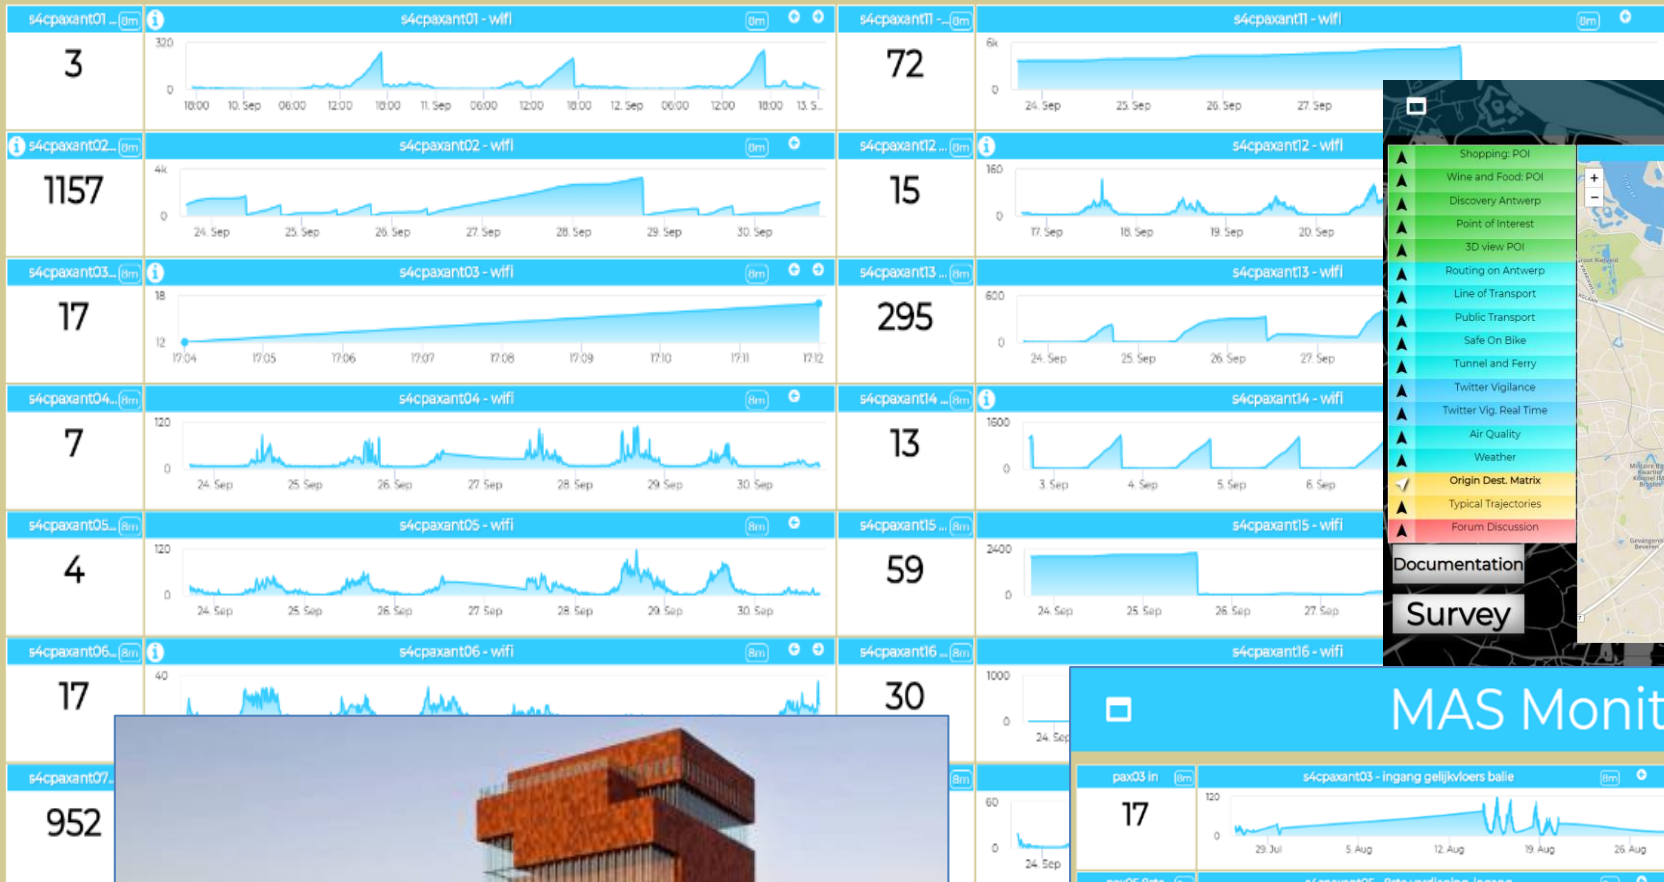 s4cpaxant01 ... 8m
s4cpaxant01 - wifi 8m
3
320
0
18:00 10. Sep 06:00 12:00 18:00 11. Sep 06:00 12:00 18:00 12. Sep 06:00 12:00 18:00 13. S...
s4cpaxant11 -... 8m
s4cpaxant11 - wifi 8m
72
6k
0
24. Sep 25. Sep 26. Sep 27. Sep
s4cpaxant02... 8m
s4cpaxant02 - wifi 8m
1157
4k
0
24. Sep 25. Sep 26. Sep 27. Sep 28. Sep 29. Sep 30. Sep
s4cpaxant12 ... 8m
s4cpaxant12 - wifi
15
160
0
17. Sep 18. Sep 19. Sep 20. Sep
s4cpaxant03... 8m
s4cpaxant03 - wifi 8m
17
18
12
17:04 17:05 17:06 17:07 17:08 17:09 17:10 17:11 17:12
s4cpaxant13 ... 8m
s4cpaxant13 - wifi
295
600
0
24. Sep 25. Sep 26. Sep 27. Sep
s4cpaxant04... 8m
s4cpaxant04 - wifi 8m
7
120
0
24. Sep 25. Sep 26. Sep 27. Sep 28. Sep 29. Sep 30. Sep
s4cpaxant14 ... 8m
s4cpaxant14 - wifi
13
1600
0
3. Sep 4. Sep 5. Sep 6. Sep
s4cpaxant05... 8m
s4cpaxant05 - wifi 8m
4
120
0
24. Sep 25. Sep 26. Sep 27. Sep 28. Sep 29. Sep 30. Sep
s4cpaxant15 ... 8m
s4cpaxant15 - wifi
59
2400
0
24. Sep 25. Sep 26. Sep 27. Sep
s4cpaxant06... 8m
s4cpaxant06 - wifi 8m
17
40
s4cpaxant16 ... 8m
s4cpaxant16 - wifi
30
1000
0
24. Sep
s4cpaxant07...
952
8m
60
0
24. Sep
Shopping: POI
Wine and Food: POI
Discovery Antwerp
Point of Interest
3D view POI
Routing on Antwerp
Line of Transport
Public Transport
Safe On Bike
Tunnel and Ferry
Twitter Vigilance
Twitter Vig. Real Time
Air Quality
Weather
Origin Dest. Matrix
Typical Trajectories
Forum Discussion
Documentation
Survey
+
−
MAS Monit
pax03 in 8m
s4cpaxant03 - ingang gelijkvloers balie 8m
17
120
0
29. Jul 5. Aug 12. Aug 19. Aug 26. Aug